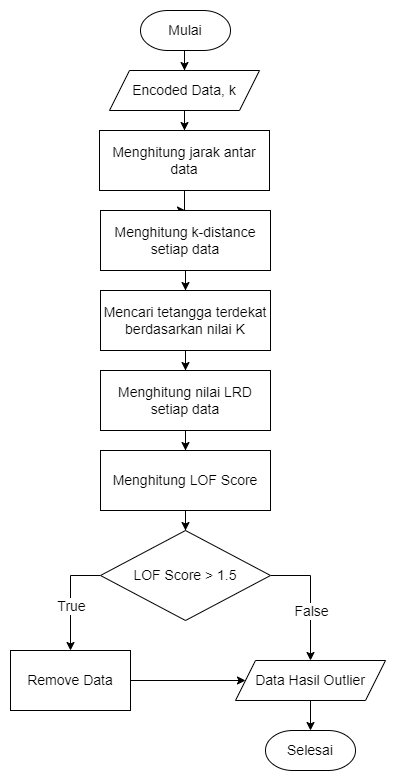 Mulai
Encoded Data, k
Menghitung jarak antar
data
Menghitung k-distance
setiap data
Mencari tetangga terdekat
berdasarkan nilai K
Menghitung nilai LRD
setiap data
Menghitung LOF Score
LOF Score > 1.5
True
False
Remove Data
Data Hasil Outlier
Selesai